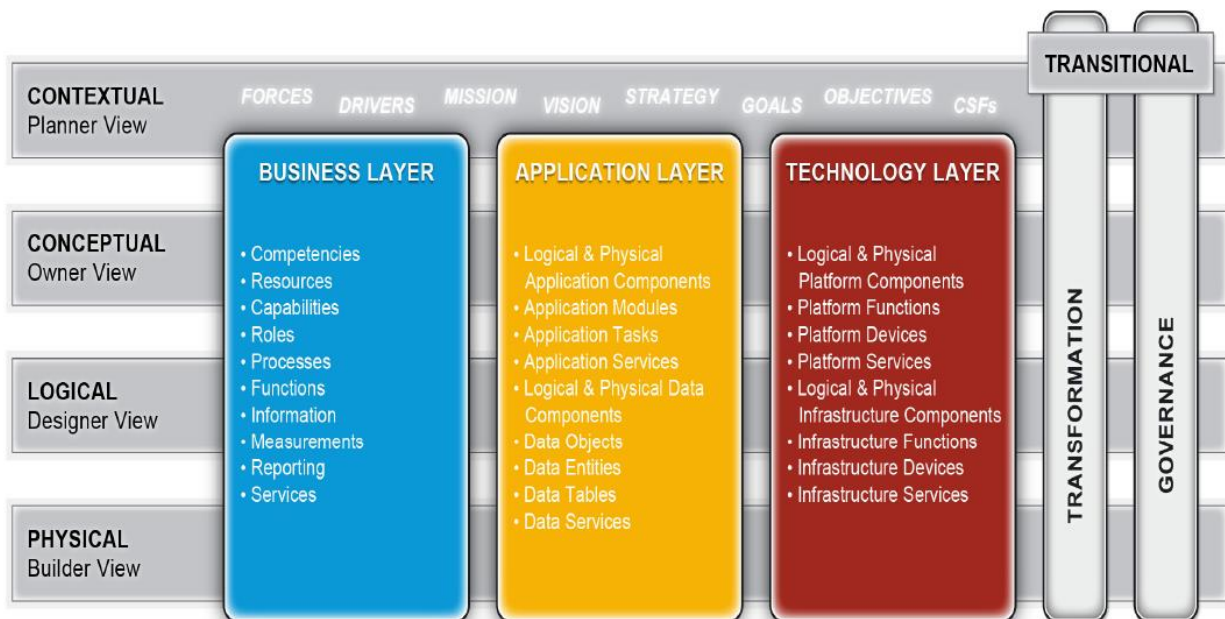 TRANSITIONAL
CONTEXTUAL
Planner View
FORCES
DRIVERS
MISSION
VISION
STRATEGY
GOALS
OBJECTIVES
CSFs
BUSINESS LAYER
• Competencies
• Resources
• Capabilities
• Roles
• Processes
• Functions
• Information
• Measurements
• Reporting
• Services
APPLICATION LAYER
• Logical & Physical
Application Components
• Application Modules
• Application Tasks
• Application Services
• Logical & Physical Data
Components
• Data Objects
• Data Entities
• Data Tables
• Data Services
TECHNOLOGY LAYER
• Logical & Physical
Platform Components
• Platform Functions
• Platform Devices
• Platform Services
• Logical & Physical
Infrastructure Components
• Infrastructure Functions
• Infrastructure Devices
• Infrastructure Services
CONCEPTUAL
Owner View
LOGICAL
Designer View
PHYSICAL
Builder View
TRANSFORMATION
GOVERNANCE